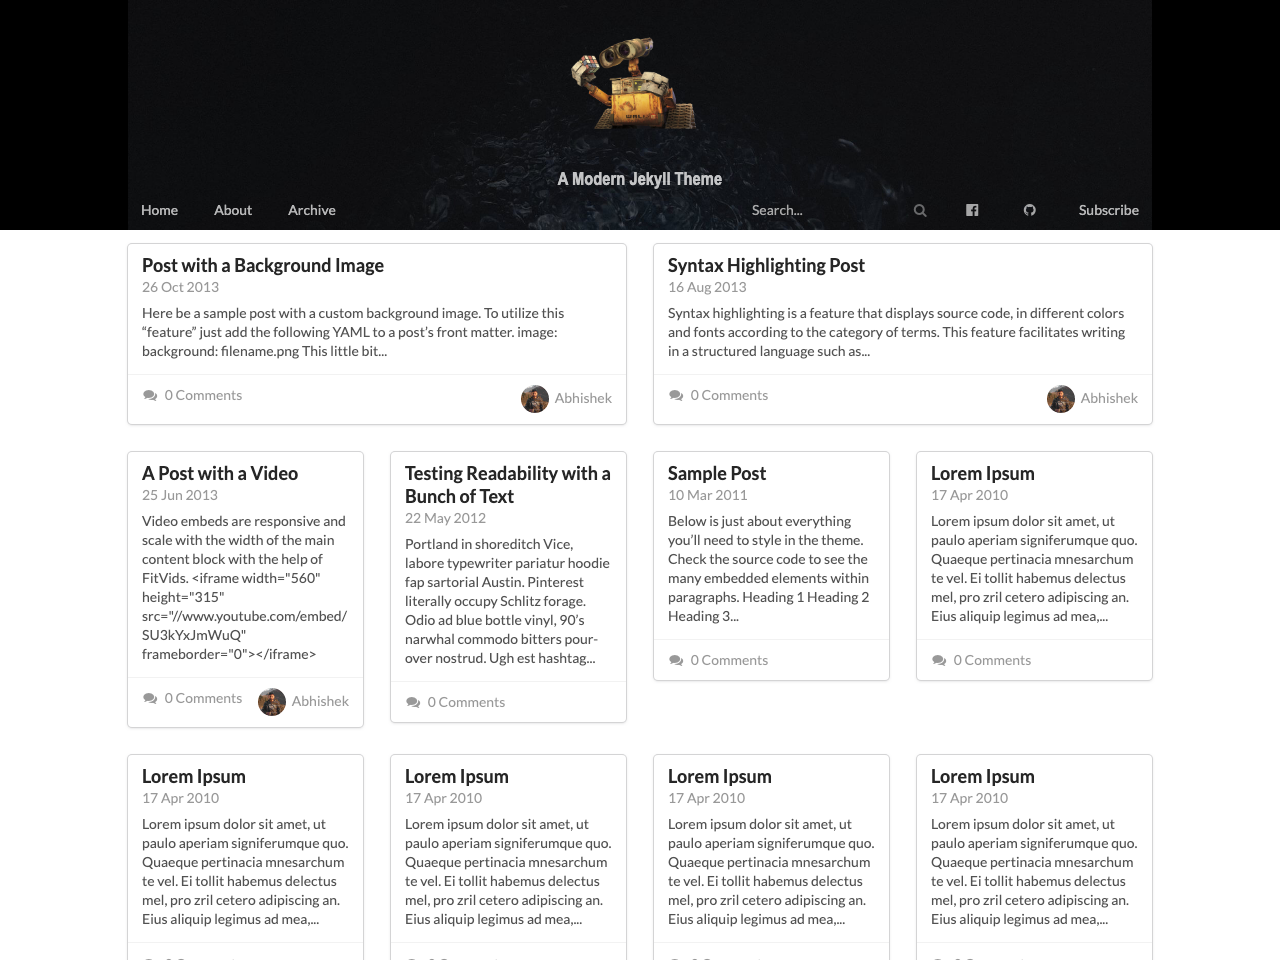 A Modern Jekyll Theme
Home About Archive Search... Subscribe
Post with a Background Image
26 Oct 2013
Here be a sample post with a custom background image. To utilize this
“feature” just add the following YAML to a post’s front matter. image:
background: filename.png This little bit...
0 Comments
Abhishek
Syntax Highlighting Post
16 Aug 2013
Syntax highlighting is a feature that displays source code, in different colors
and fonts according to the category of terms. This feature facilitates writing
in a structured language such as...
0 Comments
Abhishek
A Post with a Video
25 Jun 2013
Video embeds are responsive and
scale with the width of the main
content block with the help of
FitVids. <iframe width="560"
height="315"
src="//www.youtube.com/embed/
SU3kYxJmWuQ"
frameborder="0"></iframe>
0 Comments
Abhishek
Testing Readability with a
Bunch of Text
22 May 2012
Portland in shoreditch Vice,
labore typewriter pariatur hoodie
fap sartorial Austin. Pinterest
literally occupy Schlitz forage.
Odio ad blue bottle vinyl, 90’s
narwhal commodo bitters pour-
over nostrud. Ugh est hashtag...
0 Comments
Sample Post
10 Mar 2011
Below is just about everything
you’ll need to style in the theme.
Check the source code to see the
many embedded elements within
paragraphs. Heading 1 Heading 2
Heading 3...
0 Comments
Lorem Ipsum
17 Apr 2010
Lorem ipsum dolor sit amet, ut
paulo aperiam signiferumque quo.
Quaeque pertinacia mnesarchum
te vel. Ei tollit habemus delectus
mel, pro zril cetero adipiscing an.
Eius aliquip legimus ad mea,...
0 Comments
Lorem Ipsum
17 Apr 2010
Lorem ipsum dolor sit amet, ut
paulo aperiam signiferumque quo.
Quaeque pertinacia mnesarchum
te vel. Ei tollit habemus delectus
mel, pro zril cetero adipiscing an.
Eius aliquip legimus ad mea,...
Lorem Ipsum
17 Apr 2010
Lorem ipsum dolor sit amet, ut
paulo aperiam signiferumque quo.
Quaeque pertinacia mnesarchum
te vel. Ei tollit habemus delectus
mel, pro zril cetero adipiscing an.
Eius aliquip legimus ad mea,...
Lorem Ipsum
17 Apr 2010
Lorem ipsum dolor sit amet, ut
paulo aperiam signiferumque quo.
Quaeque pertinacia mnesarchum
te vel. Ei tollit habemus delectus
mel, pro zril cetero adipiscing an.
Eius aliquip legimus ad mea,...
Lorem Ipsum
17 Apr 2010
Lorem ipsum dolor sit amet, ut
paulo aperiam signiferumque quo.
Quaeque pertinacia mnesarchum
te vel. Ei tollit habemus delectus
mel, pro zril cetero adipiscing an.
Eius aliquip legimus ad mea,...